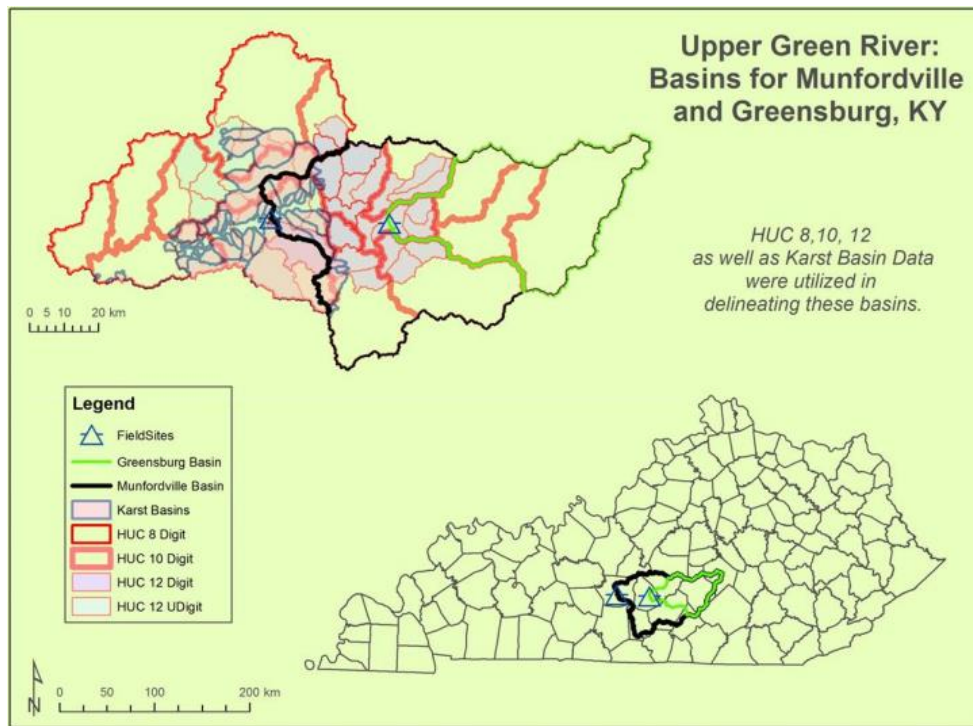 Upper Green River:
Basins for Munfordville
and Greensburg, KY
HUC 8,10, 12
as well as Karst Basin Data
were utilized in
delineating these basins.
0 5 10 20 km
Legend
FieldSites
Greensburg Basin
Munfordville Basin
Karst Basins
HUC 8 Digit
HUC 10 Digit
HUC 12 Digit
HUC 12 UDigit
N
0 50 100 200 km